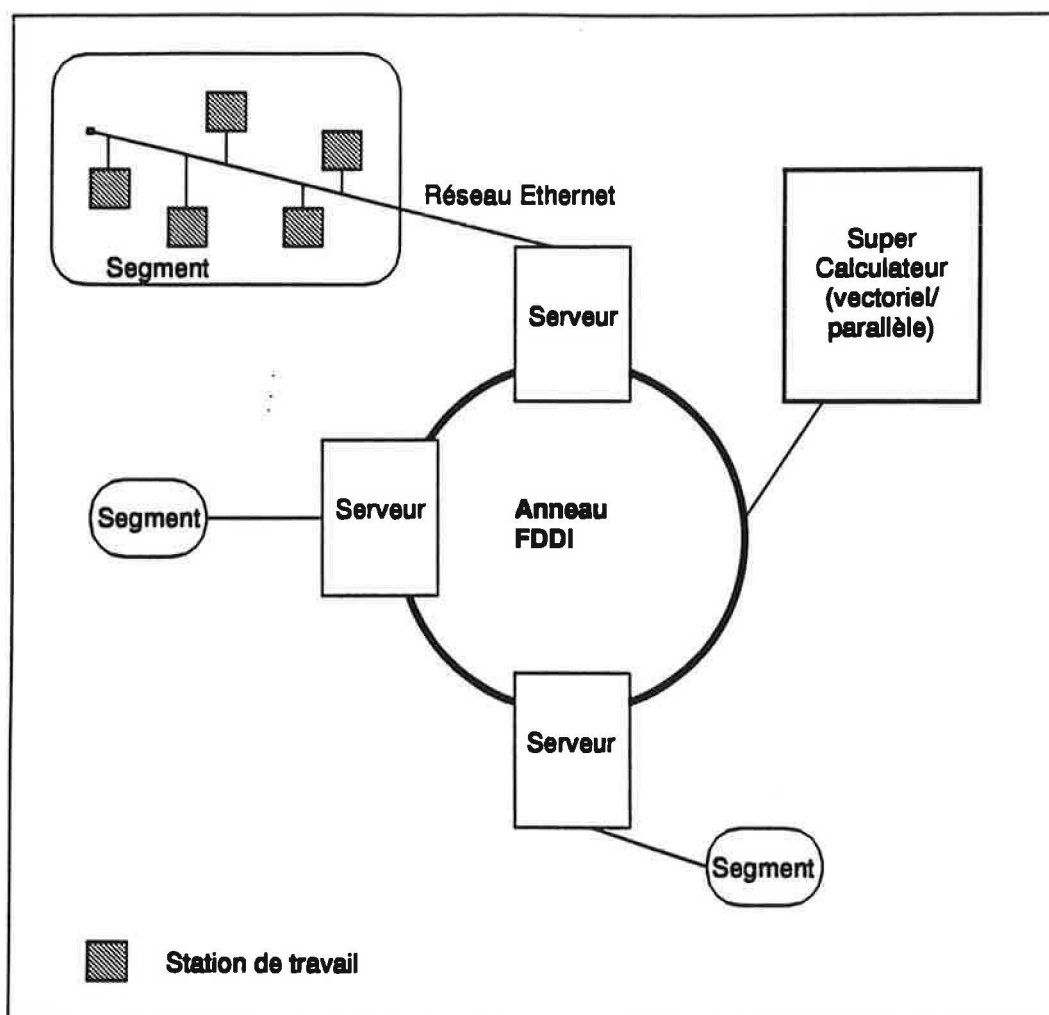 Réseau Ethernet
Segment
Super
Calculateur
(vectoriel/
parallèle)
Serveur
Segment
Serveur
Anneau
FDDI
Serveur
Segment
Station de travail